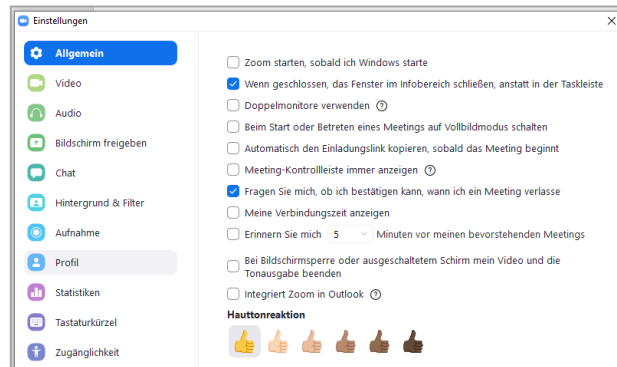 Einstellungen
Allgemein
Video
Audio
Bildschirm freigeben
Chat
Hintergrund & Filter
Aufnahme
Profil
Statistiken
Tastaturkürzel
Zugänglichkeit
Zoom starten, sobald ich Windows starte
Wenn geschlossen, das Fenster im Infobereich schließen, anstatt in der Taskleiste
Doppelmonitore verwenden ?
Beim Start oder Betreten eines Meetings auf Vollbildmodus schalten
Automatisch den Einladungslink kopieren, sobald das Meeting beginnt
Meeting-Kontrollleiste immer anzeigen ?
Fragen Sie mich, ob ich bestätigen kann, wann ich ein Meeting verlasse
Meine Verbindungszeit anzeigen
Erinnern Sie mich 5 Minuten vor meinen bevorstehenden Meetings
Bei Bildschirmsperre oder ausgeschaltetem Schirm mein Video und die
Tonausgabe beenden
Integriert Zoom in Outlook ?
Hauttonreaktion